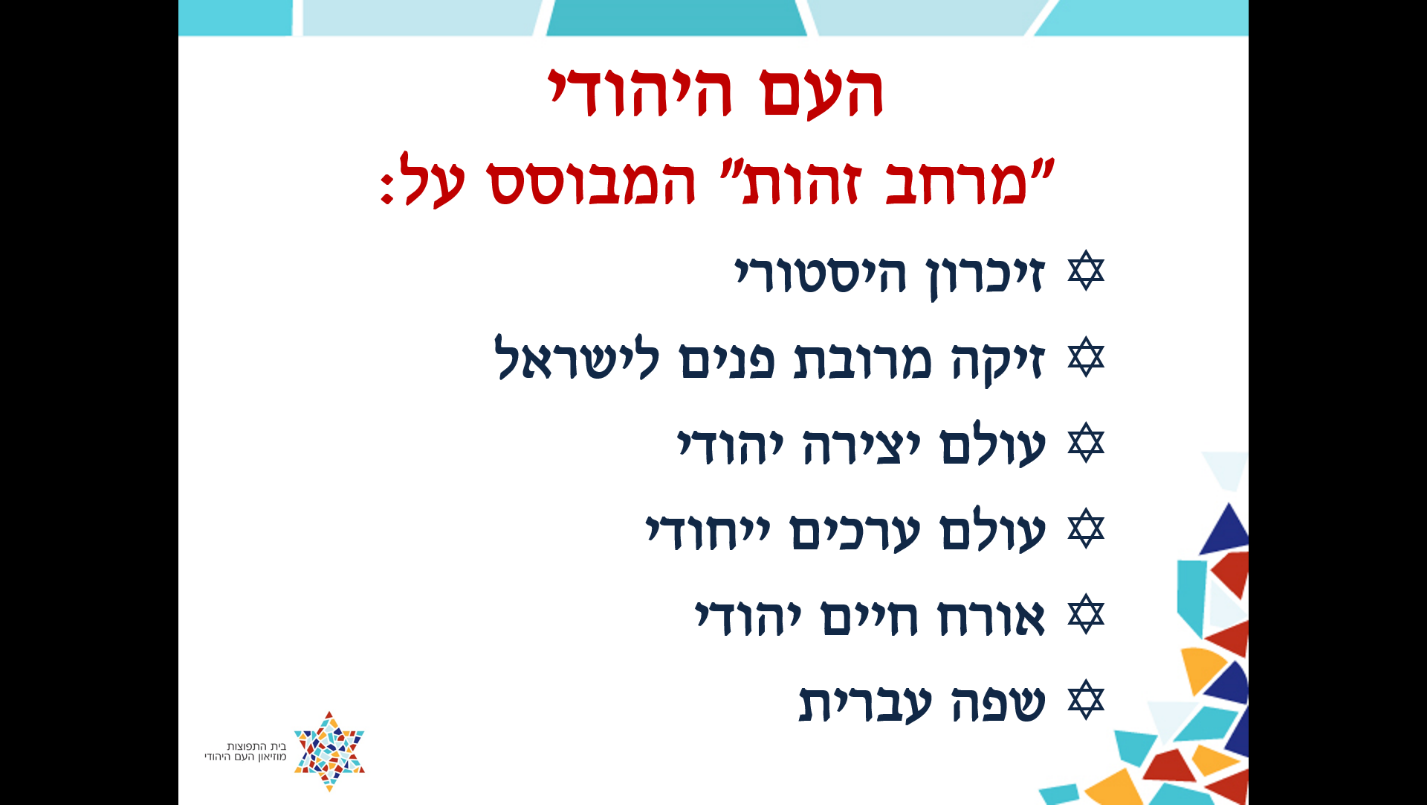 העם היהודי
"מרחב זהות" המבוסס על:
✡ זיכרון היסטורי
✡ זיקה מרובת פנים לישראל
✡ עולם יצירה יהודי
✡ עולם ערכים ייחודי
✡ אורח חיים יהודי
✡ שפה עברית
בית התפוצות
מוזיאון העם היהודי